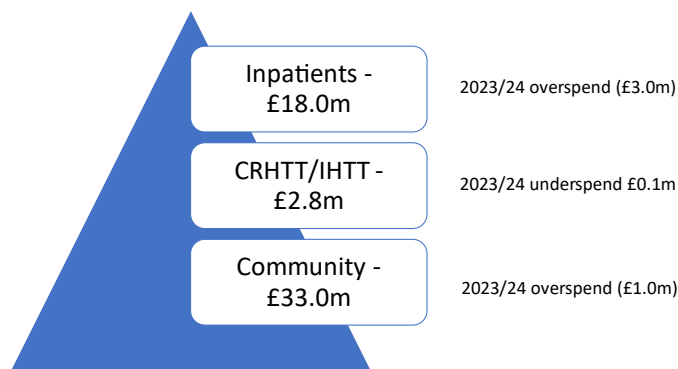 Inpatients -
£18.0m
2023/24 overspend (£3.0m)
CRHTT/IHTT -
£2.8m
2023/24 underspend £0.1m
Community -
£33.0m
2023/24 overspend (£1.0m)